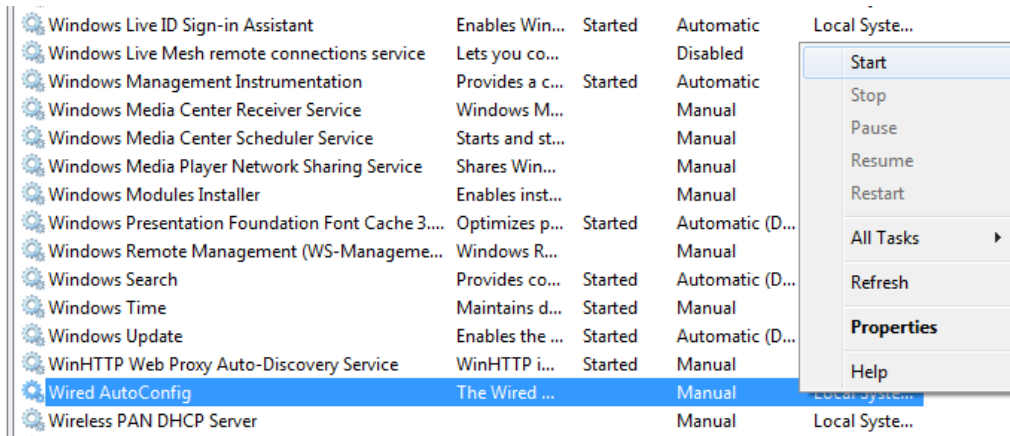 Windows Live ID Sign-in Assistant Enables Win... Started Automatic Local Syste...
Windows Live Mesh remote connections service Lets you co... Disabled
Start
Windows Management Instrumentation Provides a c... Started Automatic
Stop
Windows Media Center Receiver Service Windows M... Manual
Pause
Windows Media Center Scheduler Service Starts and st... Manual
Resume
Windows Media Player Network Sharing Service Shares Win... Manual
Restart
Windows Modules Installer Enables inst... Manual
Windows Presentation Foundation Font Cache 3.... Optimizes p... Started Automatic (D...
All Tasks
Windows Remote Management (WS-Manageme... Windows R... Manual
Windows Search Provides co... Started Automatic (D...
Refresh
Windows Time Maintains d... Started Manual
Properties
Windows Update Enables the ... Started Automatic (D...
WinHTTP Web Proxy Auto-Discovery Service WinHTTP i... Started Manual
Help
Wired AutoConfig The Wired ... Manual Local Syste...
Wireless PAN DHCP Server Manual Local Syste...